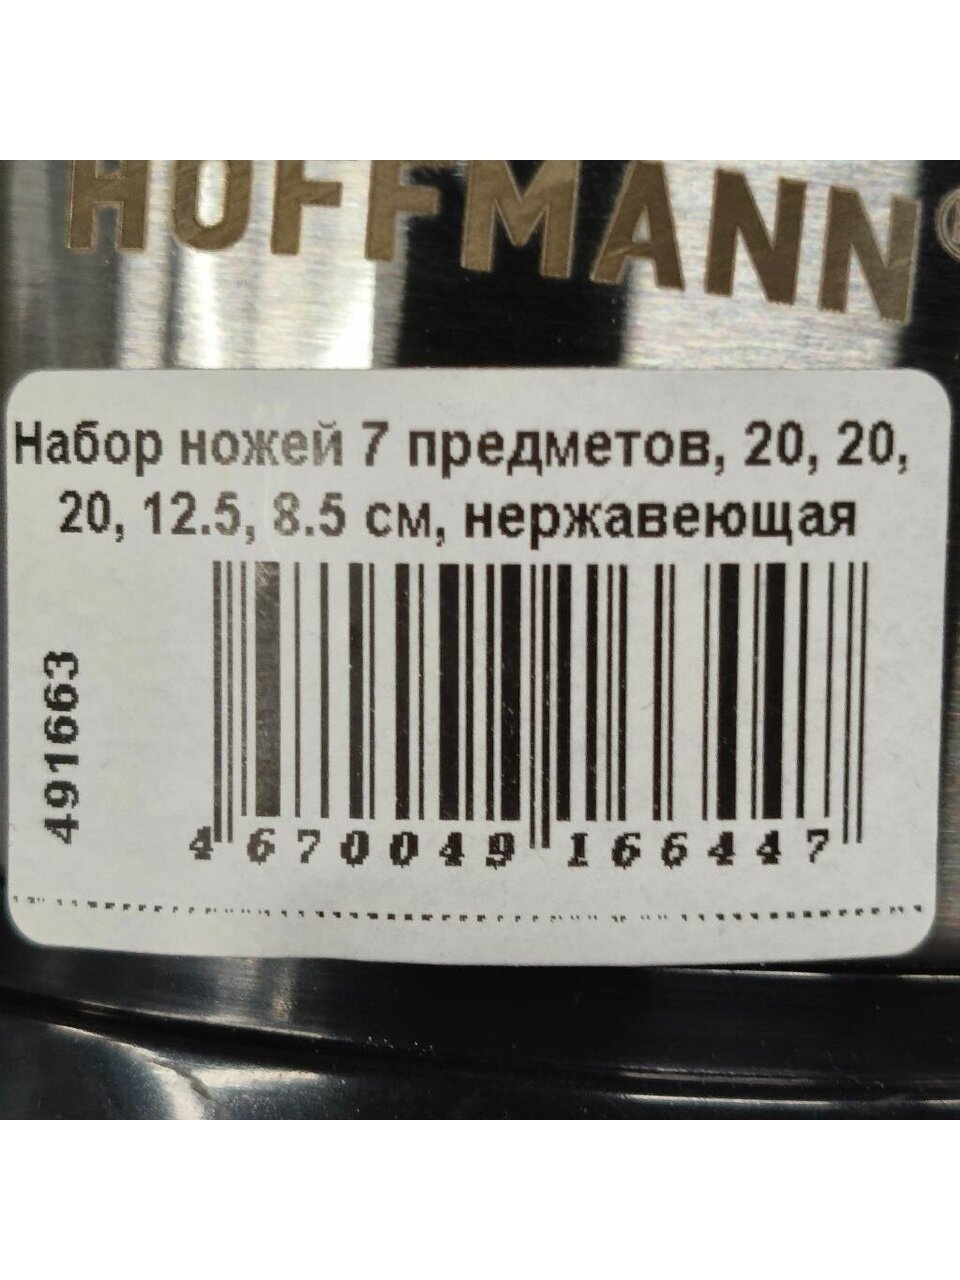 HOFFMANN®
Набор ножей 7 предметов, 20, 20,
20, 12.5, 8.5 см, нержавеющая
491663
4 670049 166447